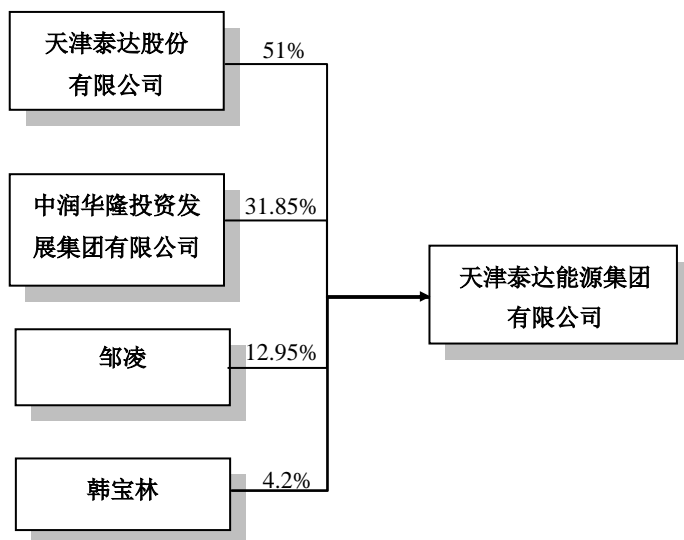 天津泰达股份
有限公司
51%
中润华隆投资发
展集团有限公司
31.85%
天津泰达能源集团
有限公司
邹凌
12.95%
韩宝林
4.2%